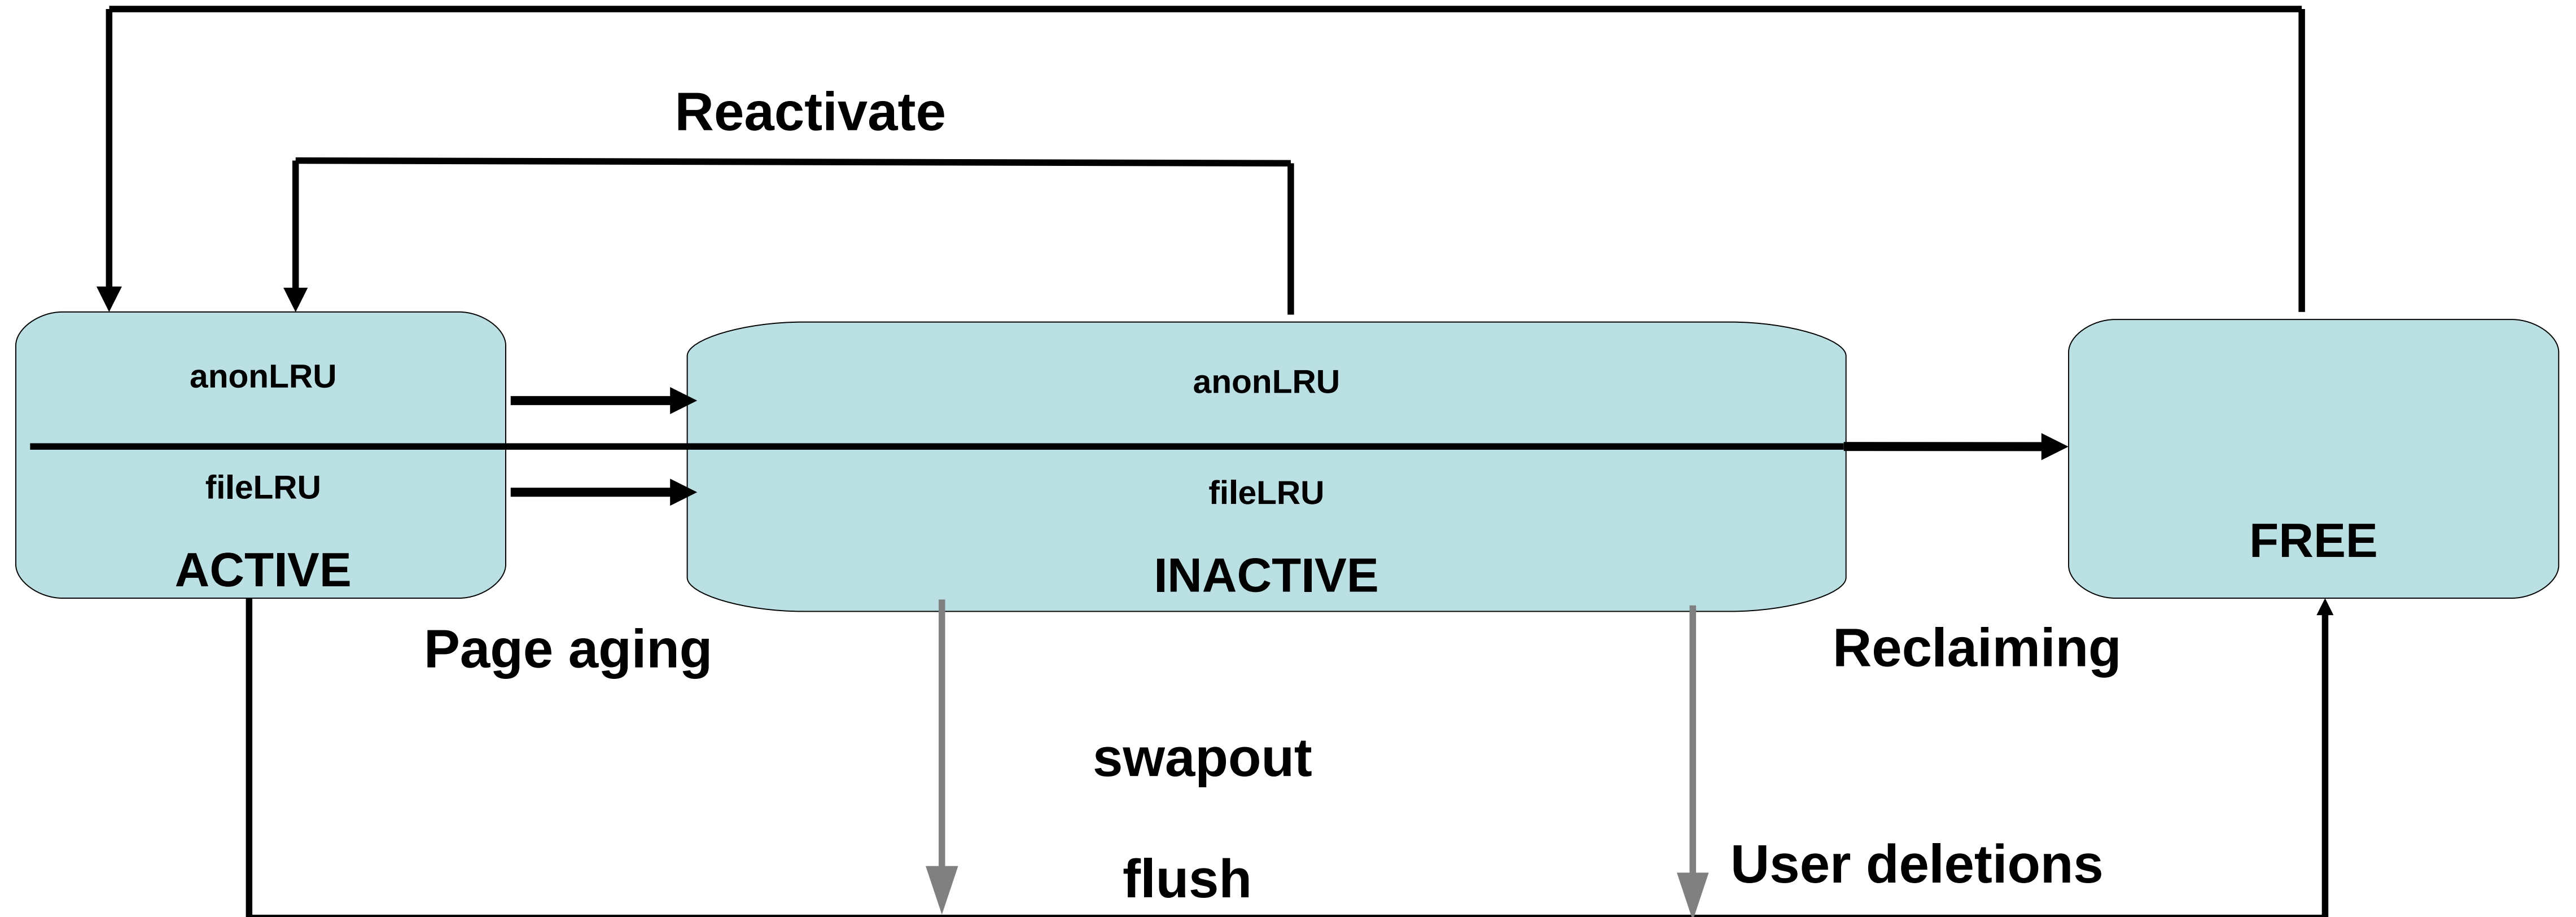 Reactivate
anonLRU
anonLRU
fileLRU
fileLRU
ACTIVE
INACTIVE
FREE
Page aging
Reclaiming
swapout
flush
User deletions